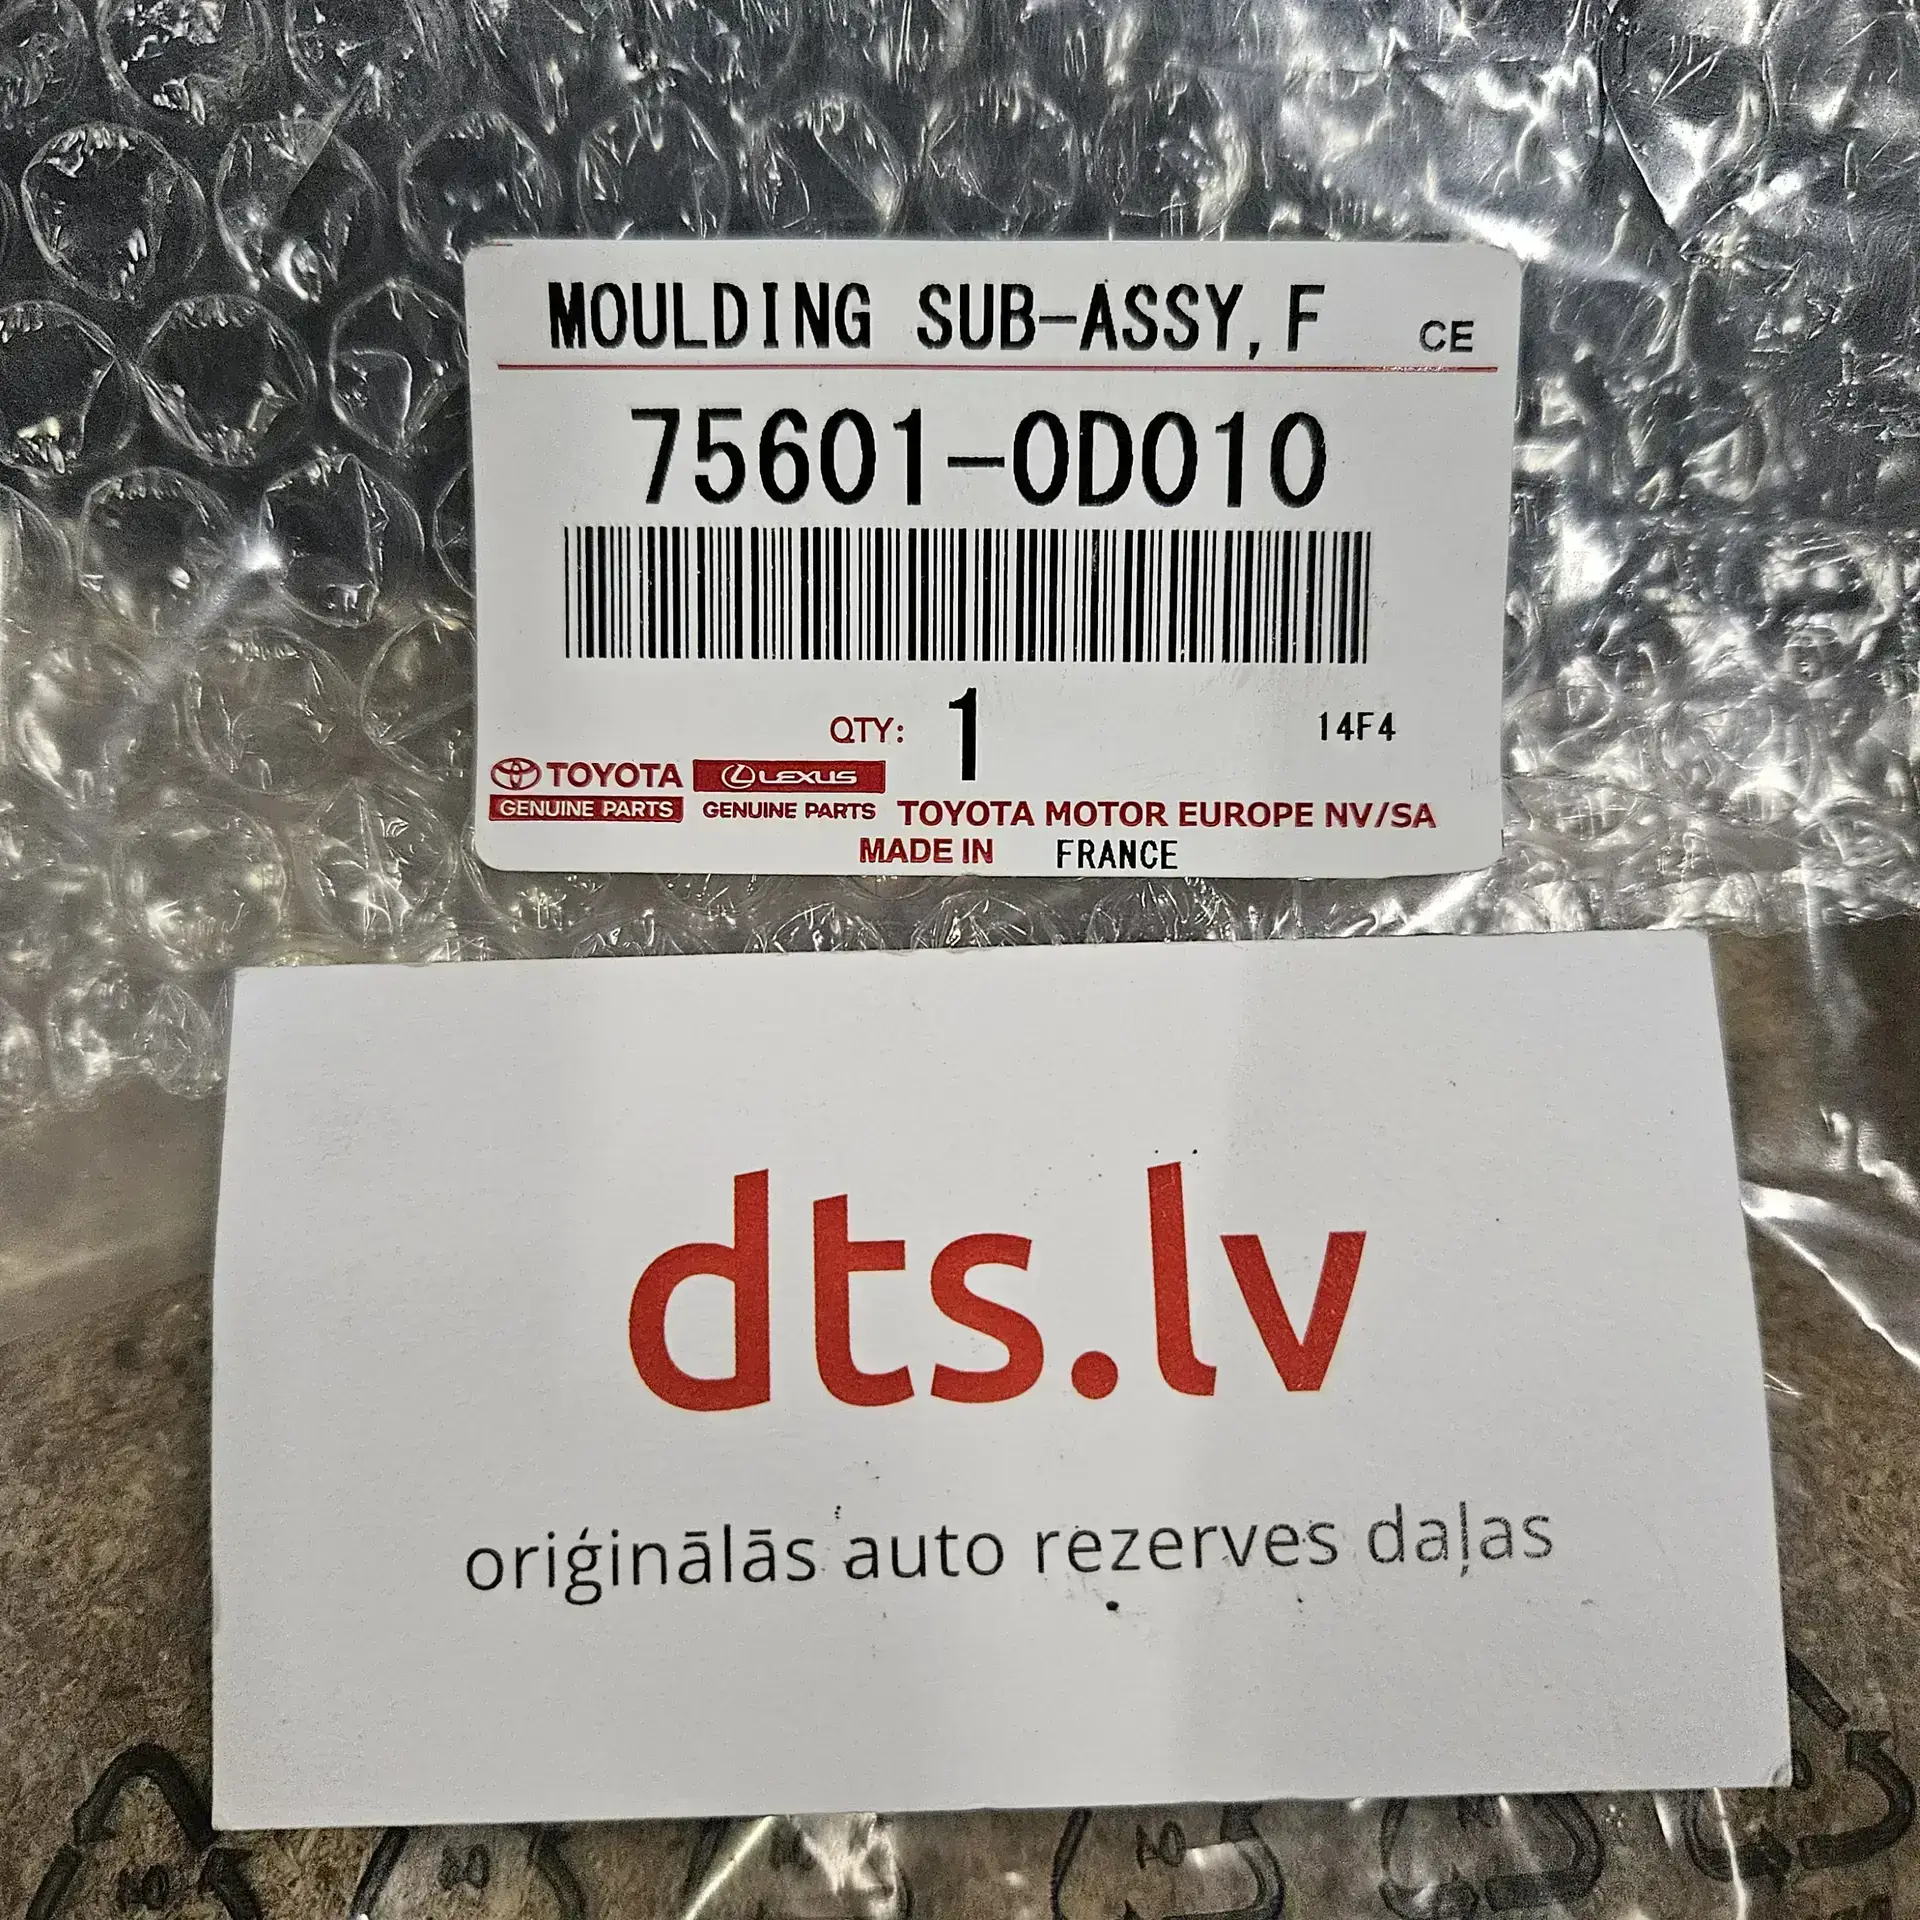 MOULDING SUB-ASSY, F CE
75601-0D010
QTY: 1 14F4
TOYOTA LEXUS
GENUINE PARTS GENUINE PARTS TOYOTA MOTOR EUROPE NV/SA
MADE IN FRANCE
dts.lv
oriģinālās auto rezerves daļas